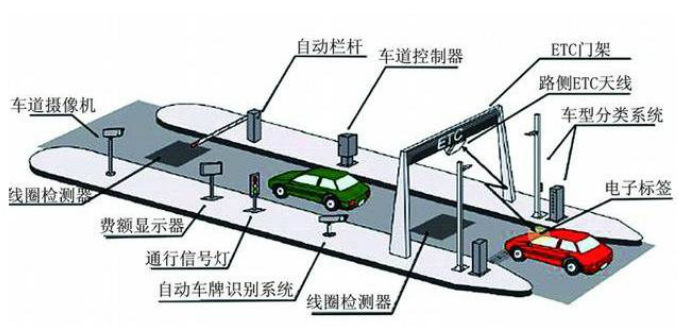 自动栏杆
车道控制器
ETC门架
路侧ETC天线
车型分类系统
车道摄像机
ETC
电子标签
线圈检测器
费额显示器
通行信号灯
自动车牌识别系统
线圈检测器